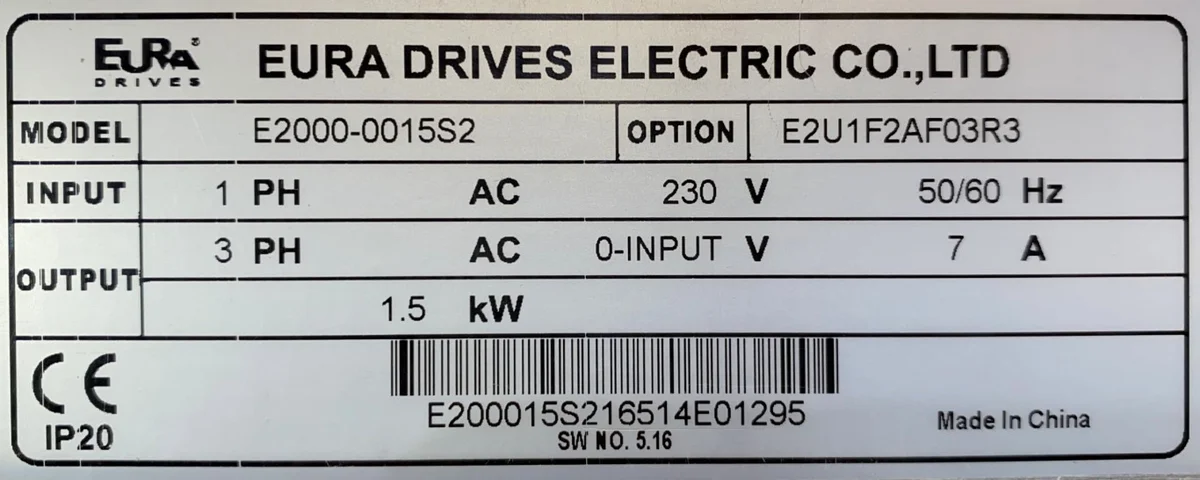 EURA DRIVES
EURA DRIVES ELECTRIC CO.,LTD
MODEL E2000-0015S2 OPTION E2U1F2AF03R3
INPUT 1 PH AC 230 V 50/60 Hz
OUTPUT 3 PH AC 0-INPUT V 7 A
1.5 kW
CE
IP20
E200015S216514E01295
SW NO. 5.16
Made In China